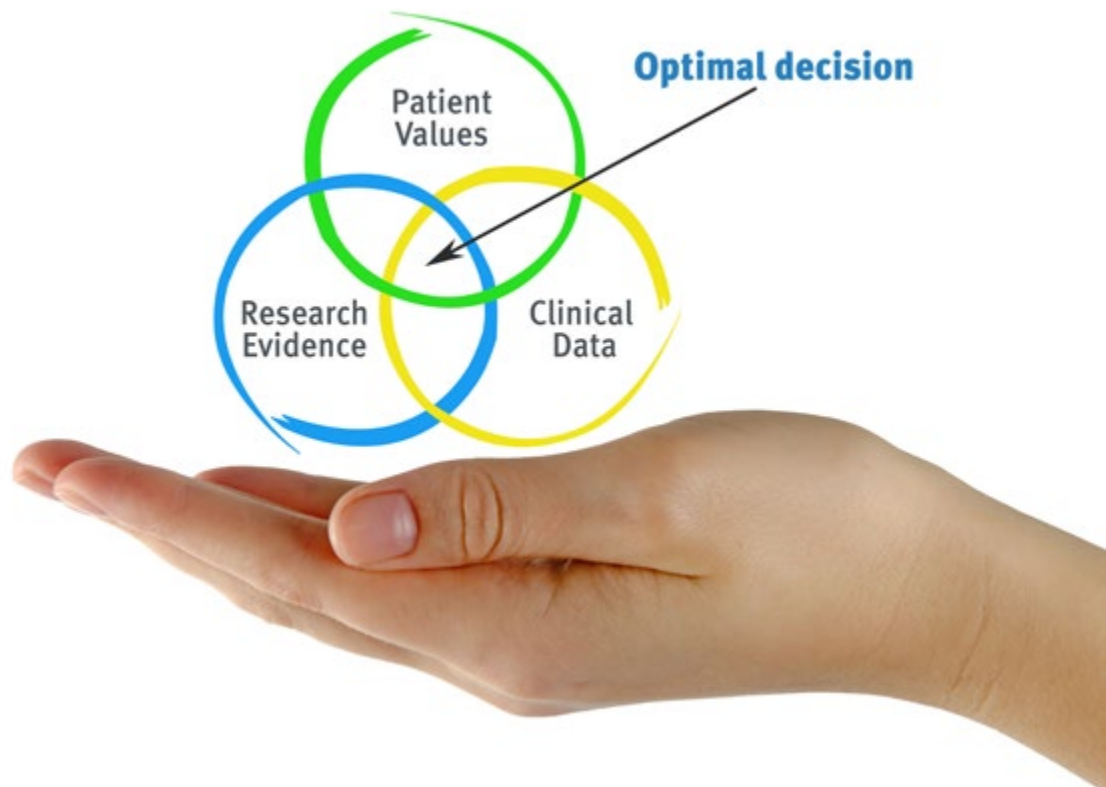 Optimal decision
Patient
Values
Research
Evidence
Clinical
Data